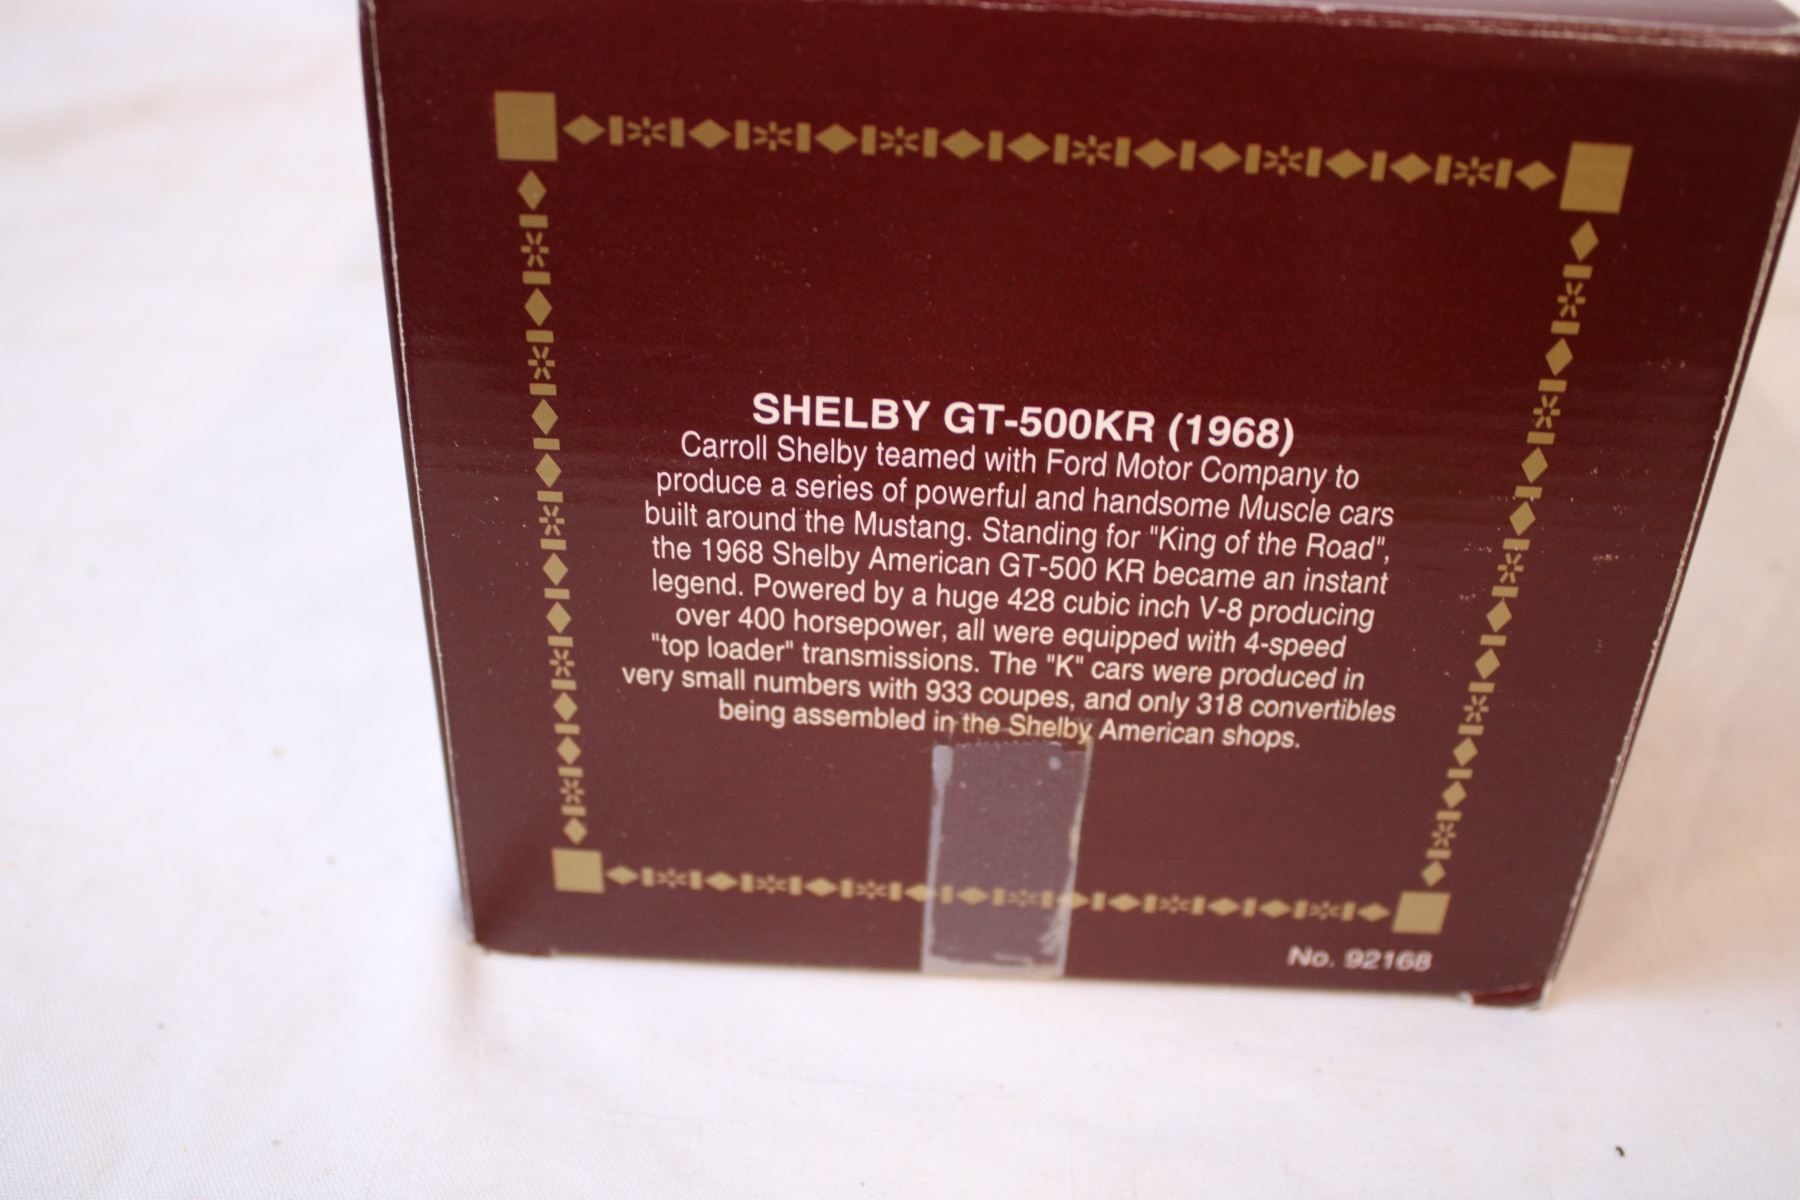 SHELBY GT-500KR (1968)
Carroll Shelby teamed with Ford Motor Company to
produce a series of powerful and handsome Muscle cars
built around the Mustang. Standing for "King of the Road",
the 1968 Shelby American GT-500 KR became an instant
legend. Powered by a huge 428 cubic inch V-8 producing
over 400 horsepower, all were equipped with 4-speed
"top loader" transmissions. The "K" cars were produced in
very small numbers with 933 coupes, and only 318 convertibles
being assembled in the Shelby American shops.
No. 92168